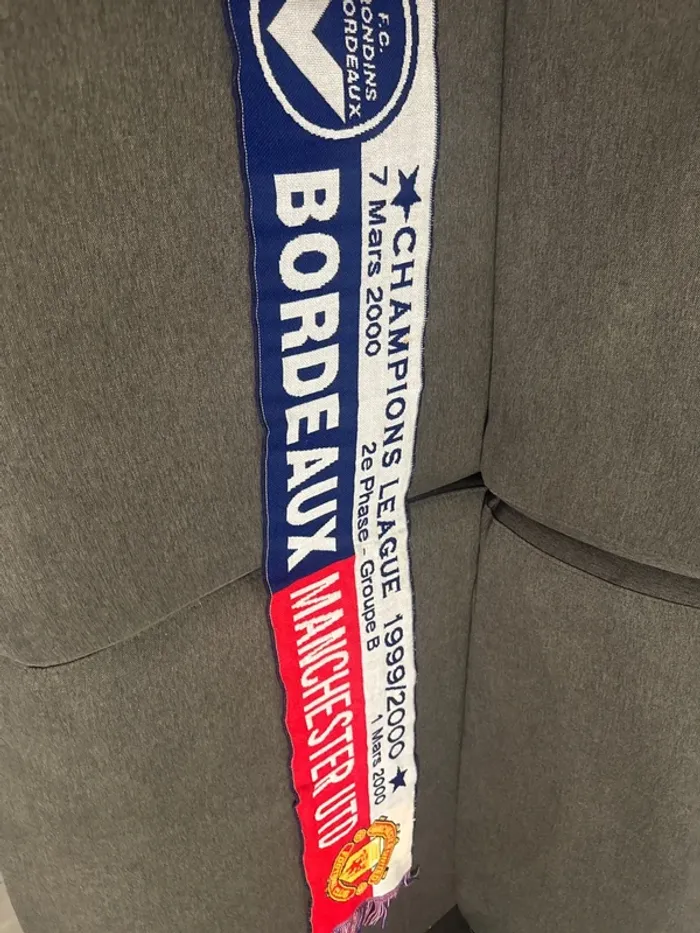 F.C.
GIRONDINS
BORDEAUX
★CHAMPIONS LEAGUE 1999/2000★
7 Mars 2000
2e Phase - Groupe B
1 Mars 2000
BORDEAUX
MANCHESTER UTD